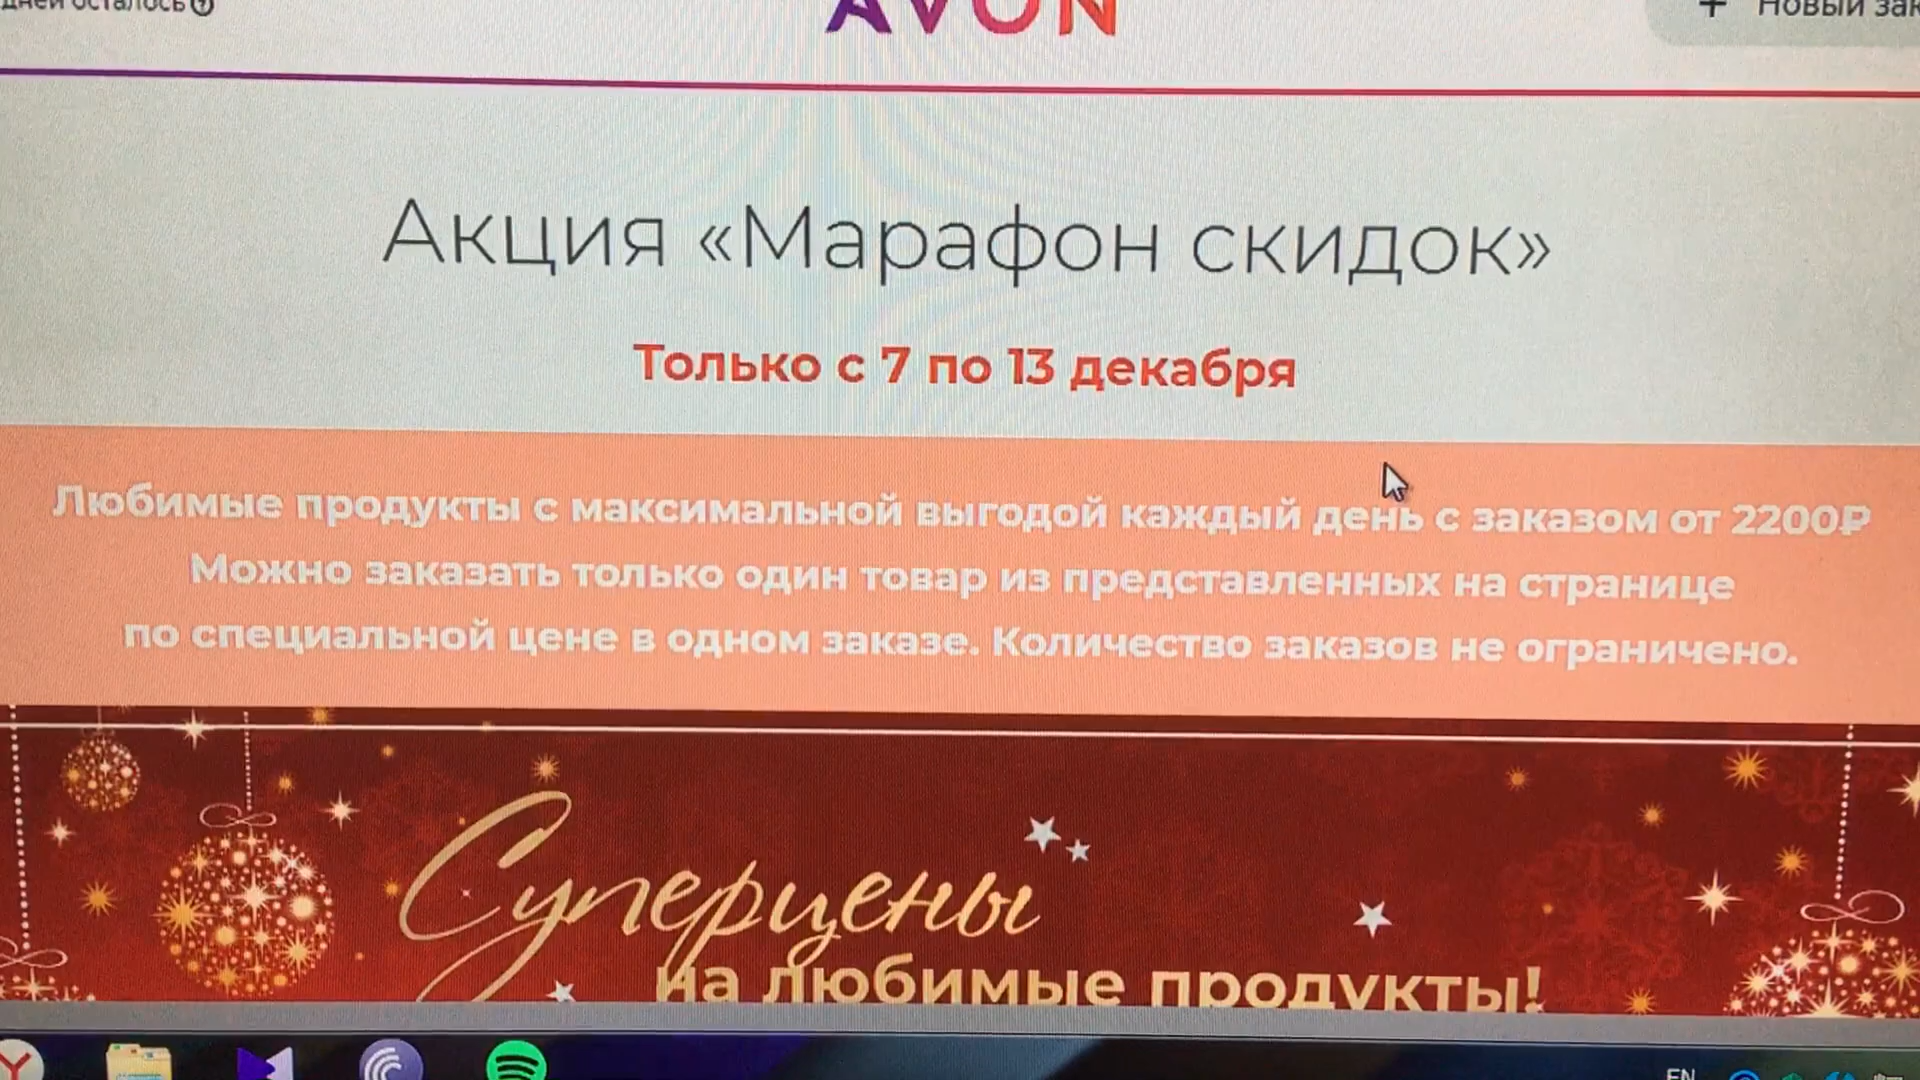 дней осталось
AVON
+ Новый зак
Акция «Марафон скидок»
Только с 7 по 13 декабря
Любимые продукты с максимальной выгодой каждый день с заказом от 2200₽
Можно заказать только один товар из представленных на странице
по специальной цене в одном заказе. Количество заказов не ограничено.
Суперцены
на любимые продукты!
EN